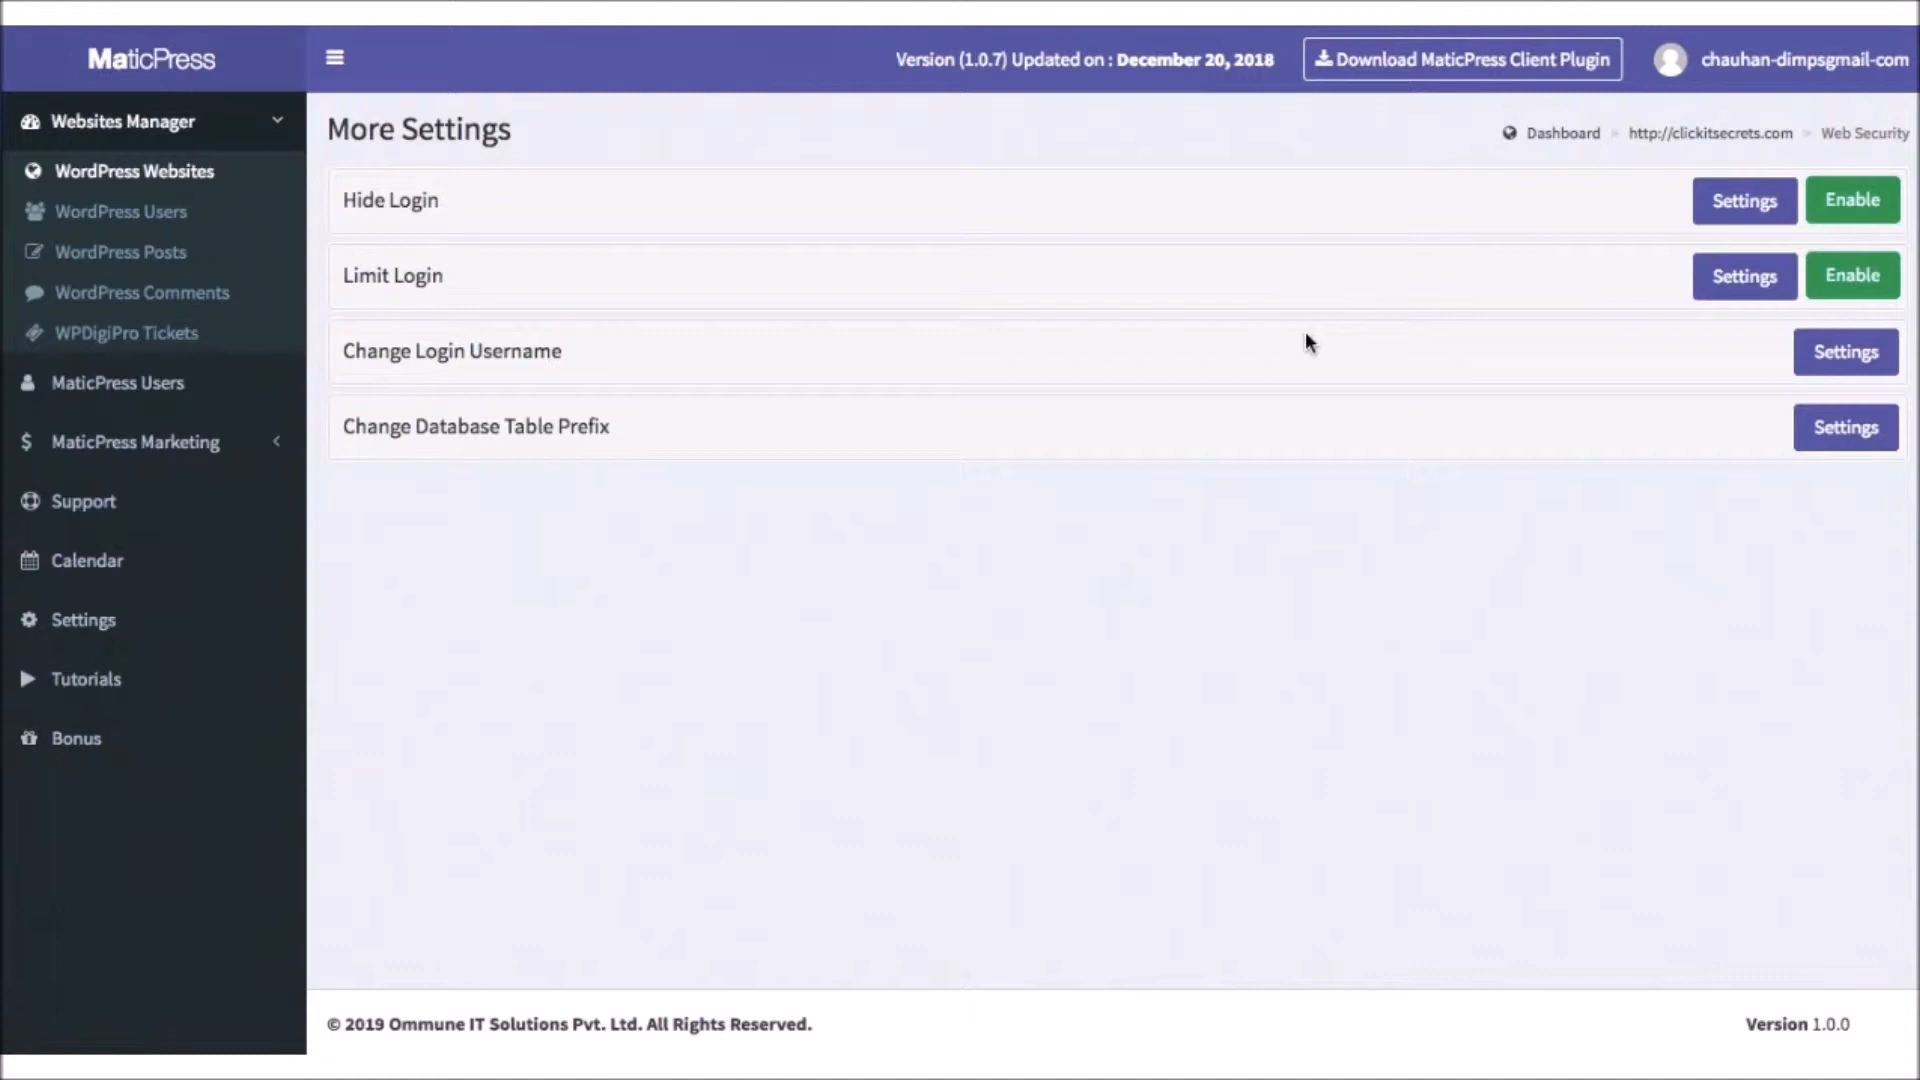 MaticPress
Version (1.0.7) Updated on : December 20, 2018
Download MaticPress Client Plugin
chauhan-dimpsgmail-com
Websites Manager
WordPress Websites
WordPress Users
WordPress Posts
WordPress Comments
WPDigiPro Tickets
MaticPress Users
MaticPress Marketing
Support
Calendar
Settings
Tutorials
Bonus
More Settings
Dashboard > http://clickitsecrets.com > Web Security
Hide Login
Settings
Enable
Limit Login
Settings
Enable
Change Login Username
Settings
Change Database Table Prefix
Settings
© 2019 Ommune IT Solutions Pvt. Ltd. All Rights Reserved.
Version 1.0.0